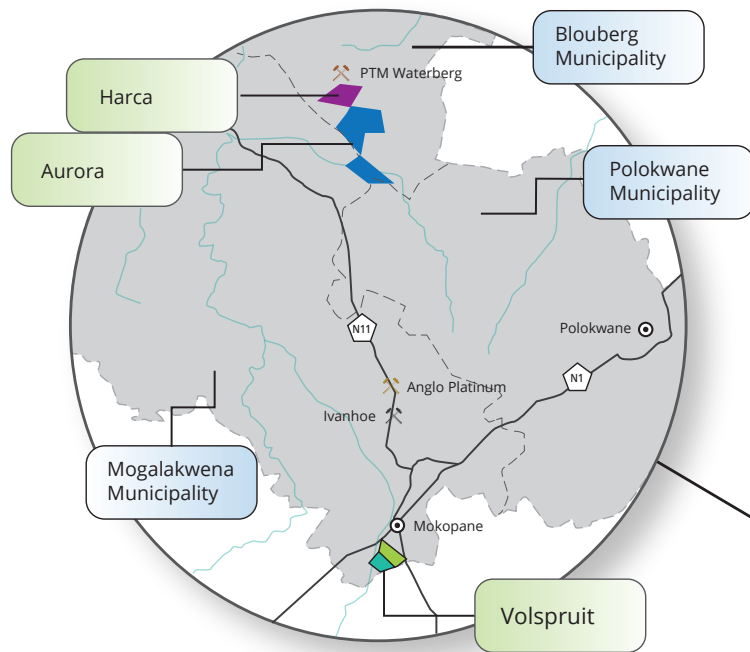 Blouberg
Municipality
PTM Waterberg
Harca
Aurora
Polokwane
Municipality
N11
Polokwane
N1
Anglo Platinum
Ivanhoe
Mogalakwena
Municipality
Mokopane
Volspruit